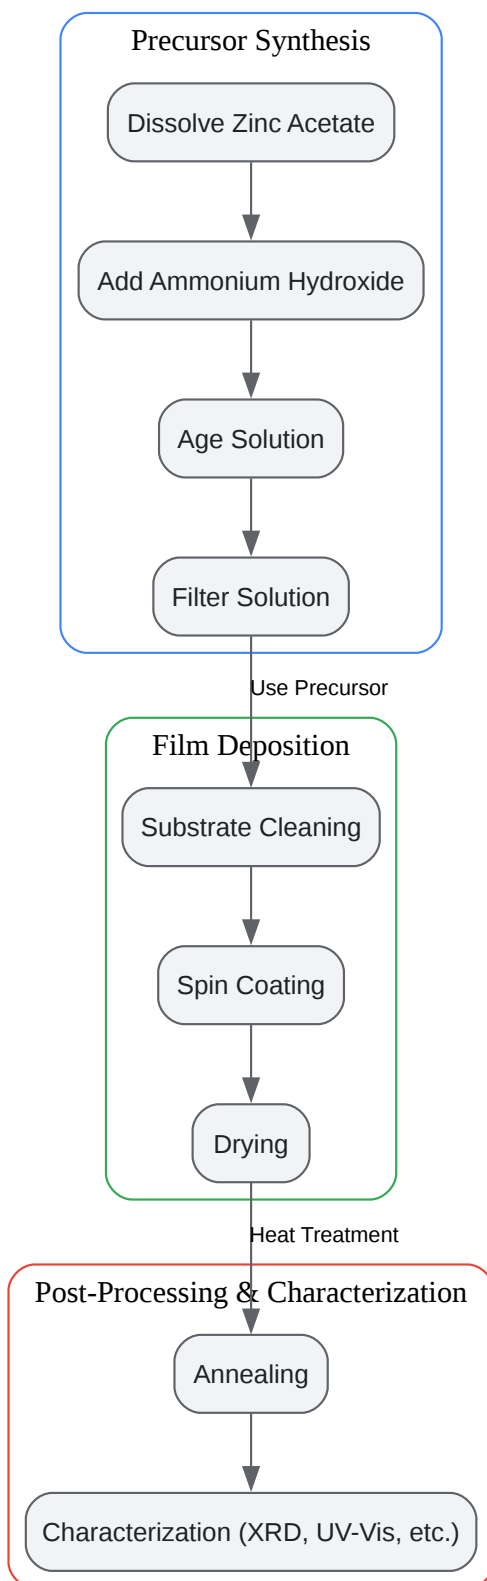 Precursor Synthesis
Dissolve Zinc Acetate
Add Ammonium Hydroxide
Age Solution
Filter Solution
Use Precursor
Film Deposition
Substrate Cleaning
Spin Coating
Drying
Heat Treatment
Post-Processing & Characterization
Annealing
Characterization (XRD, UV-Vis, etc.)